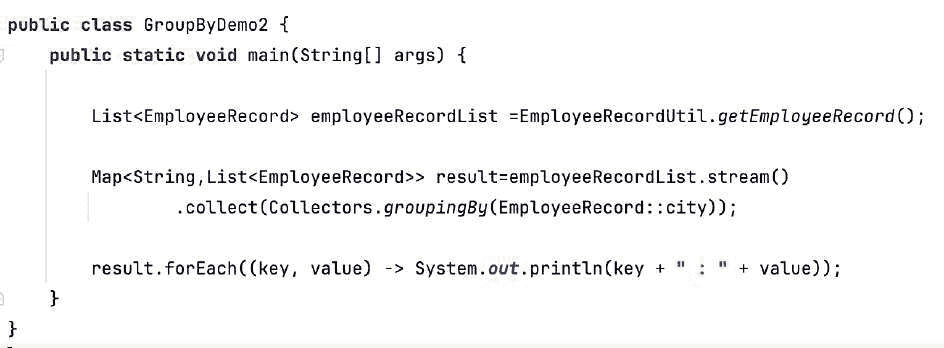 public class GroupByDemo2 {
    public static void main(String[] args) {
        List<EmployeeRecord> employeeRecordList =EmployeeRecordUtil.getEmployeeRecord();
        Map<String,List<EmployeeRecord>> result=employeeRecordList.stream()
                .collect(Collectors.groupingBy(EmployeeRecord::city));
        result.forEach((key, value) -> System.out.println(key + " : " + value));
    }
}